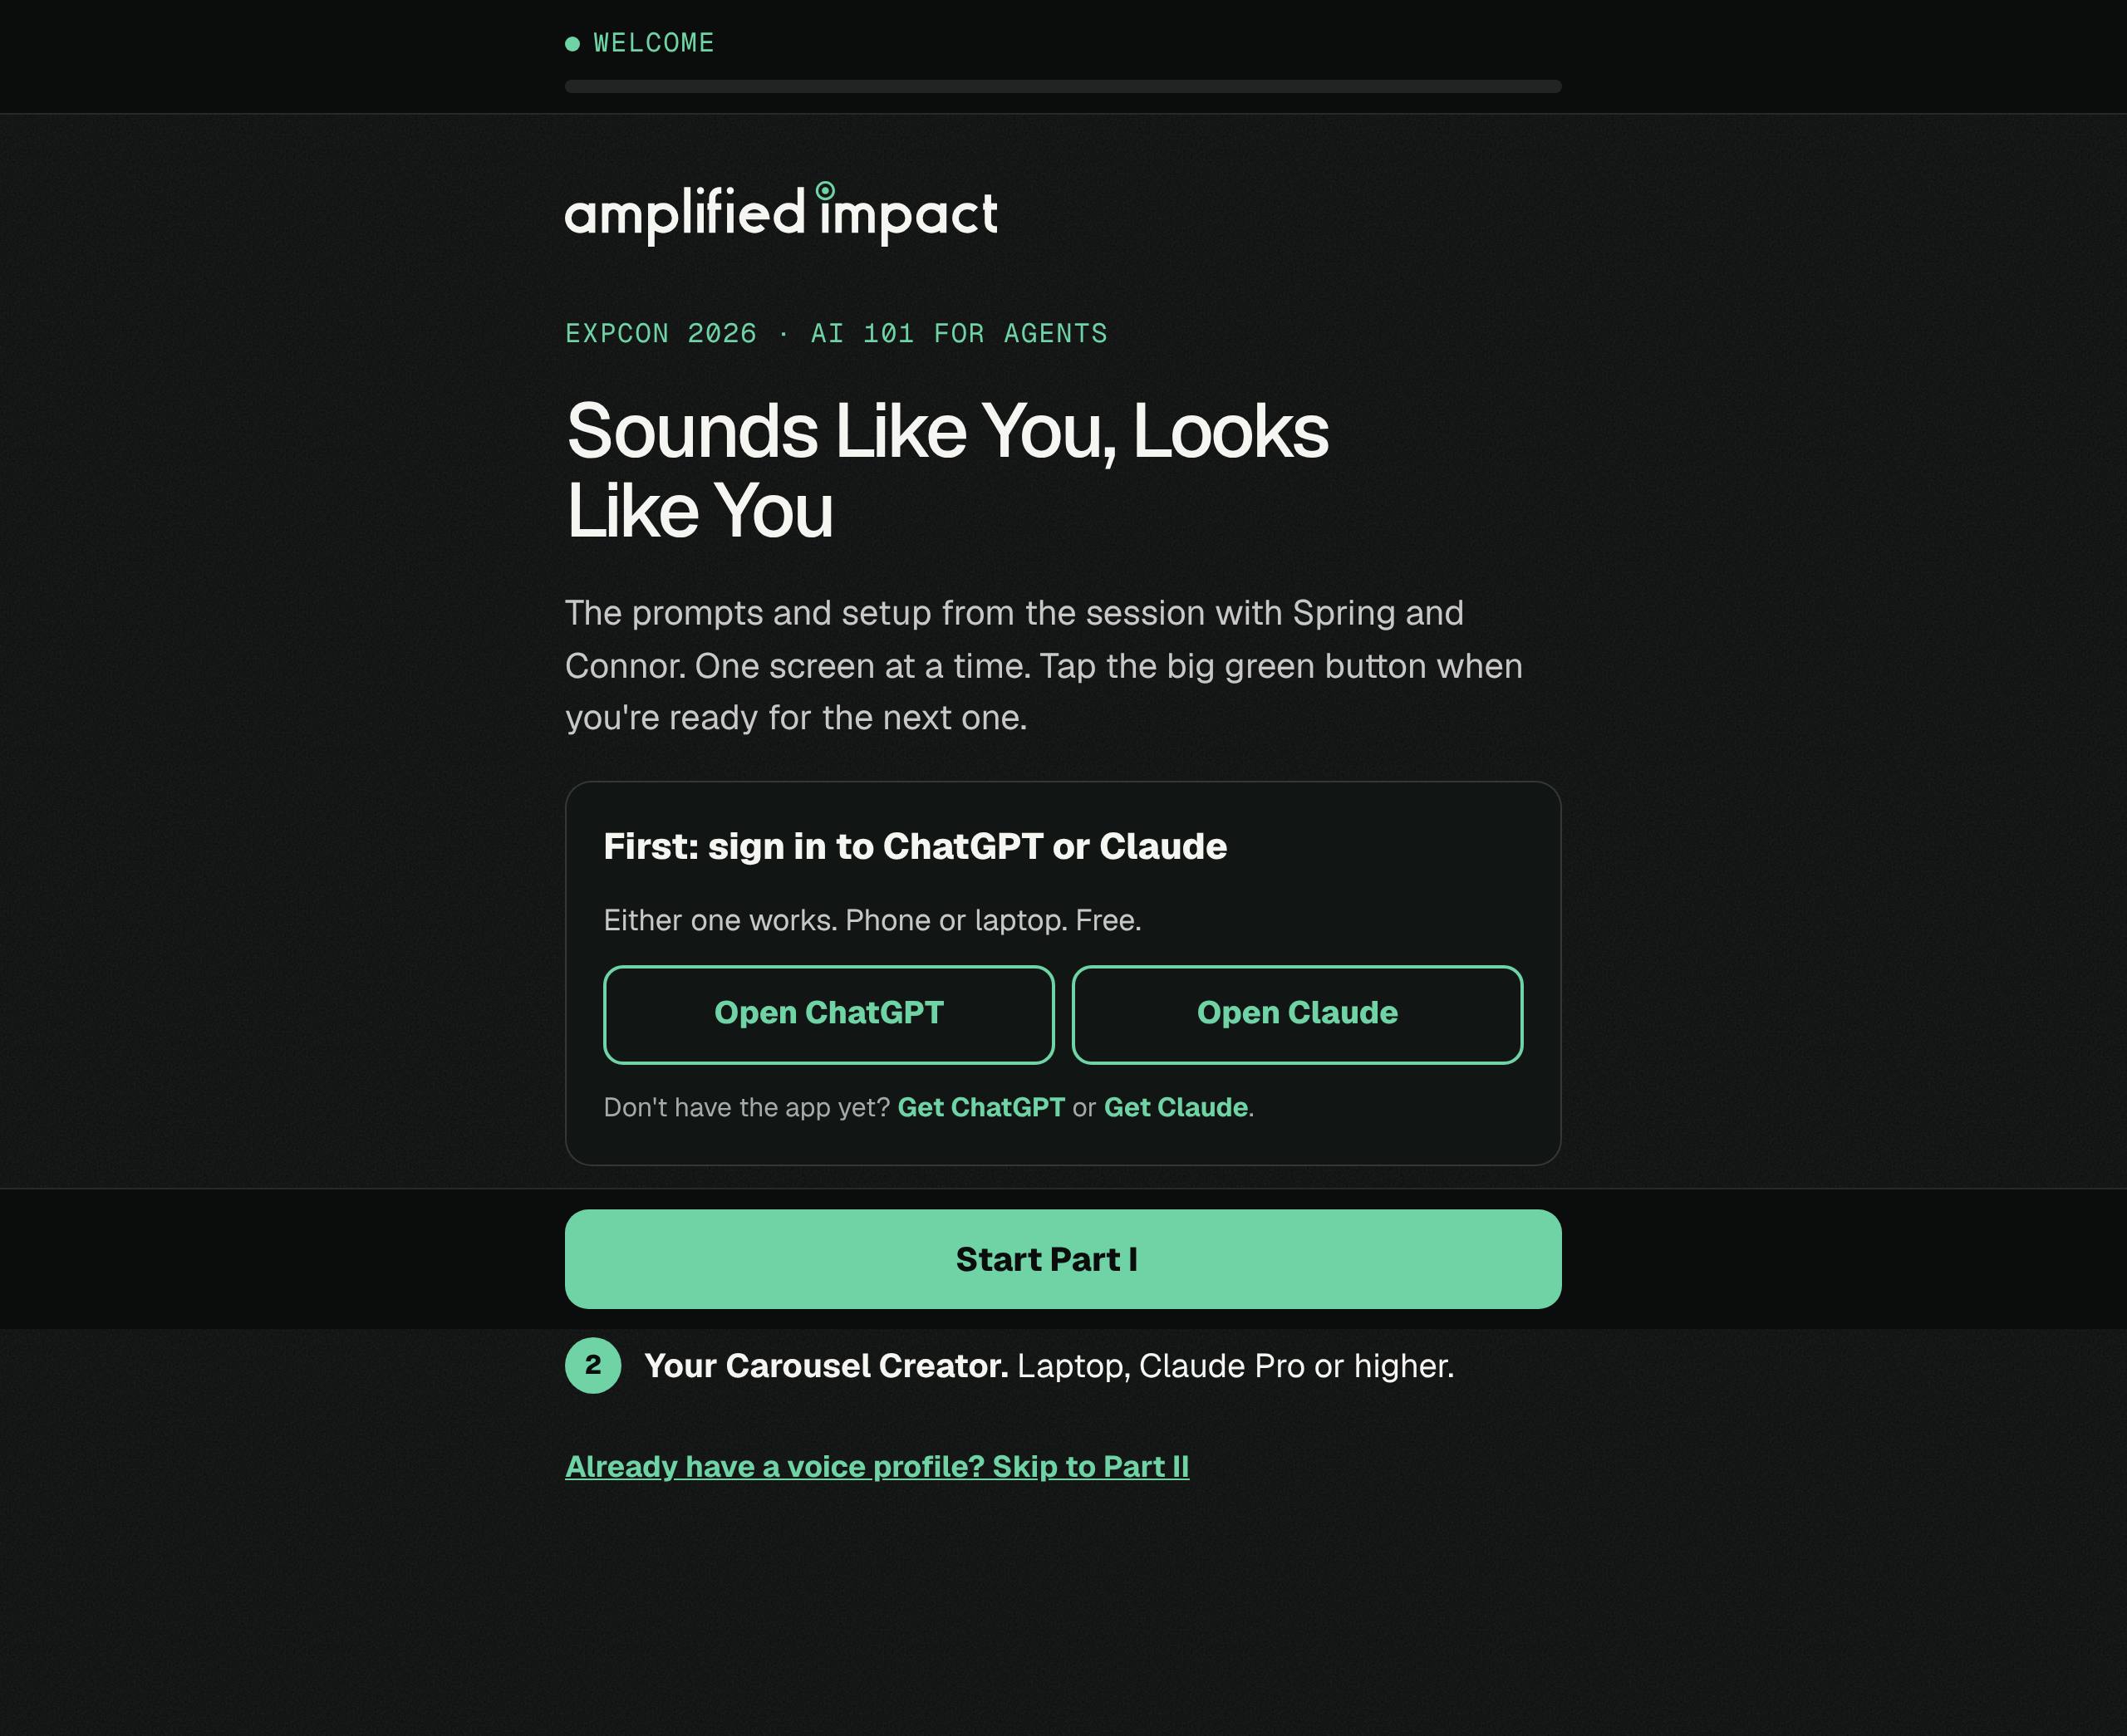 WELCOME
amplified impact
EXPCON 2026 · AI 101 FOR AGENTS
Sounds Like You, Looks
Like You
The prompts and setup from the session with Spring and
Connor. One screen at a time. Tap the big green button when
you're ready for the next one.
First: sign in to ChatGPT or Claude
Either one works. Phone or laptop. Free.
Open ChatGPT
Open Claude
Don't have the app yet? Get ChatGPT or Get Claude.
Start Part I
2 Your Carousel Creator. Laptop, Claude Pro or higher.
Already have a voice profile? Skip to Part II